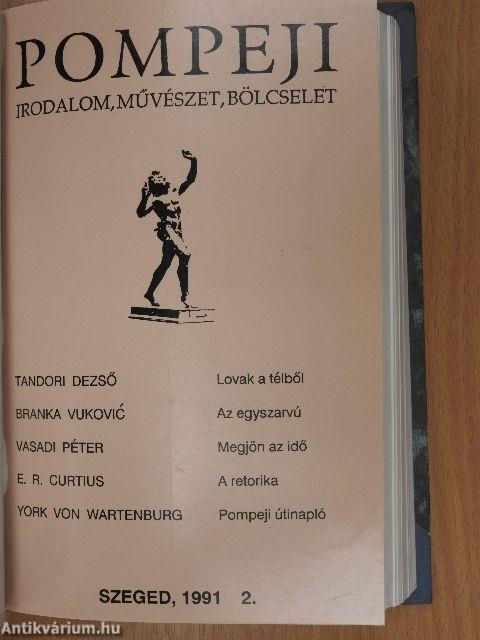 POMPEJI
IRODALOM, MŰVÉSZET, BÖLCSELET
TANDORI DEZSŐ Lovak a télből
BRANKA VUKOVIĆ Az egyszarvú
VASADI PÉTER Megjön az idő
E. R. CURTIUS A retorika
YORK VON WARTENBURG Pompeji útinapló
SZEGED, 1991 2.
Antikvárium.hu